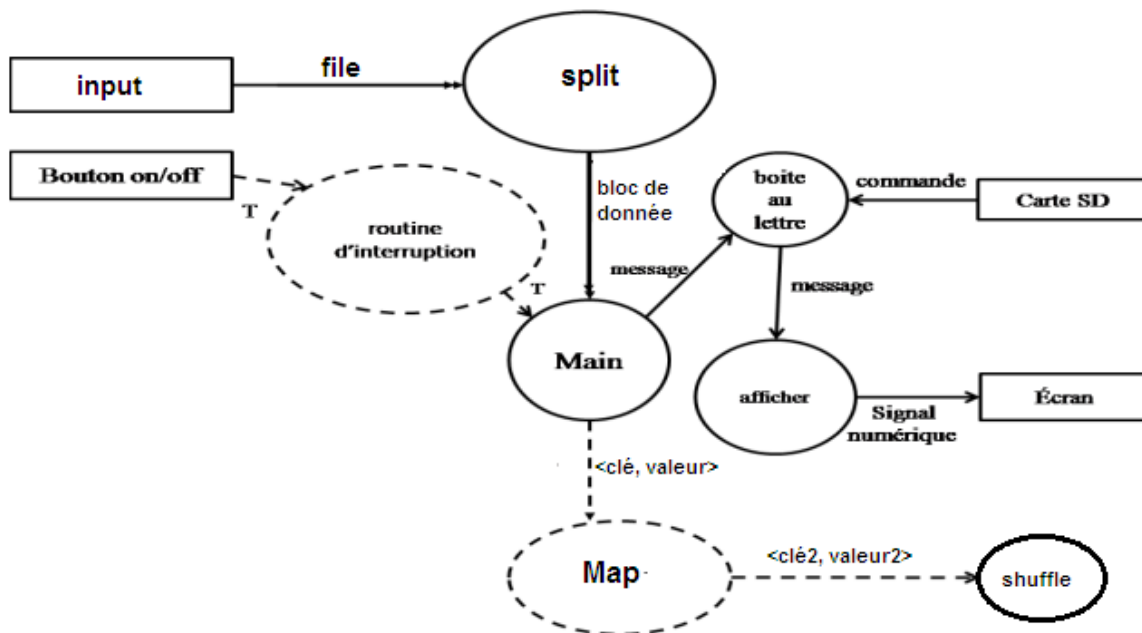 input
file
split
Bouton on/off
T
routine
d'interruption
T
bloc de
donnée
boite
au
lettre
commande
Carte SD
message
message
Main
afficher
Signal
numérique
Écran
<clé, valeur>
Map
<clé2, valeur2>
shuffle